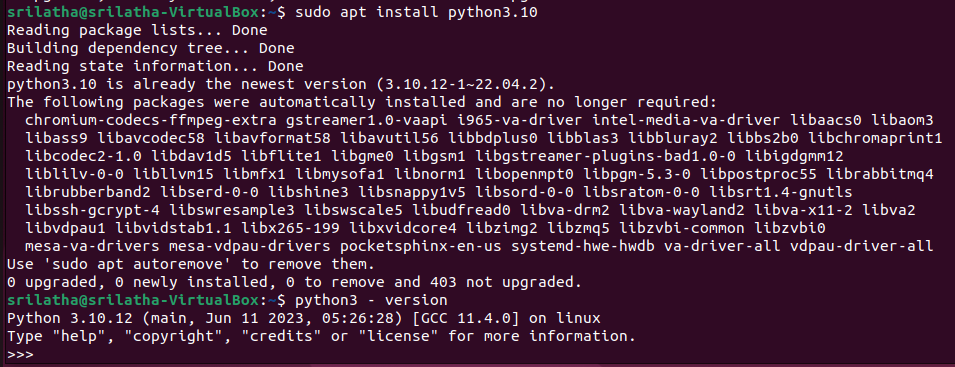 srilatha@srilatha-VirtualBox:~$ sudo apt install python3.10
Reading package lists... Done
Building dependency tree... Done
Reading state information... Done
python3.10 is already the newest version (3.10.12-1~22.04.2).
The following packages were automatically installed and are no longer required:
  chromium-codecs-ffmpeg-extra gstreamer1.0-vaapi i965-va-driver intel-media-va-driver libaacs0 libaom3
  libass9 libavcodec58 libavformat58 libavutil56 libbdplus0 libblas3 libbluray2 libbs2b0 libchromaprint1
  libcodec2-1.0 libdav1d5 libflite1 libgme0 libgsm1 libgstreamer-plugins-bad1.0-0 libigdgmm12
  liblilv-0-0 libllvm15 libmfx1 libmysofa1 libnorm1 libopenmpt0 libpgm-5.3-0 libpostproc55 librabbitmq4
  librubberband2 libserd-0-0 libshine3 libsnappy1v5 libsord-0-0 libsratom-0-0 libsrt1.4-gnutls
  libssh-gcrypt-4 libswresample3 libswscale5 libudfread0 libva-drm2 libva-wayland2 libva-x11-2 libva2
  libvdpau1 libvidstab1.1 libx265-199 libxvidcore4 libzimg2 libzmq5 libzvbi-common libzvbi0
  mesa-va-drivers mesa-vdpau-drivers pocketsphinx-en-us systemd-hwe-hwdb va-driver-all vdpau-driver-all
Use 'sudo apt autoremove' to remove them.
0 upgraded, 0 newly installed, 0 to remove and 403 not upgraded.
srilatha@srilatha-VirtualBox:~$ python3 - version
Python 3.10.12 (main, Jun 11 2023, 05:26:28) [GCC 11.4.0] on linux
Type "help", "copyright", "credits" or "license" for more information.
>>>